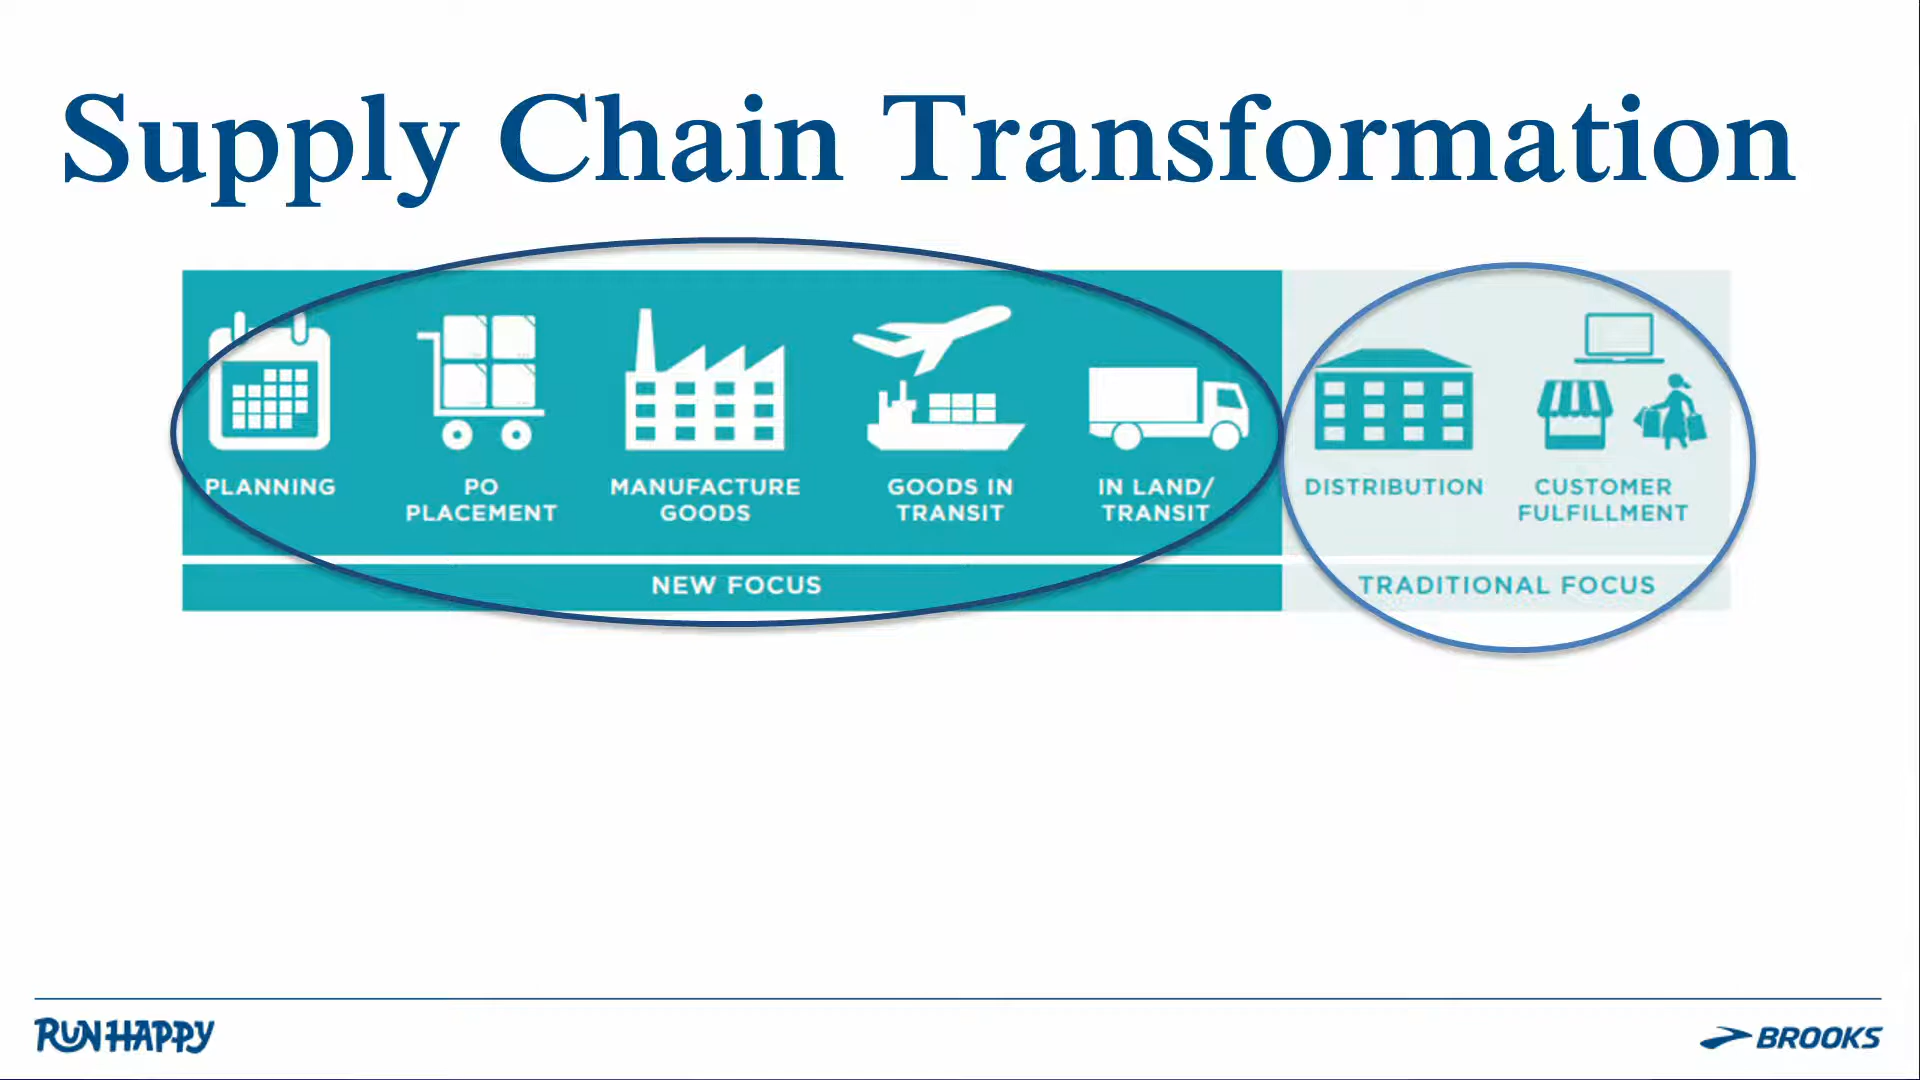 Supply Chain Transformation
PLANNING
PO
PLACEMENT
MANUFACTURE
GOODS
GOODS IN
TRANSIT
IN LAND/
TRANSIT
DISTRIBUTION
CUSTOMER
FULFILLMENT
NEW FOCUS
TRADITIONAL FOCUS
RUN HAPPY
BROOKS